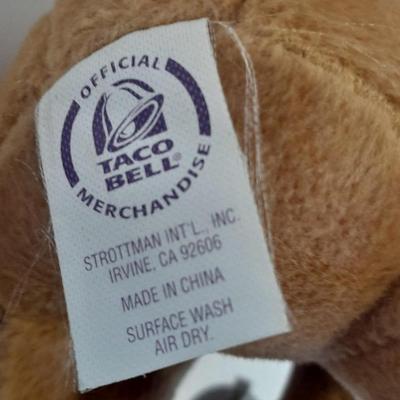 OFFICIAL
TACO
BELL®
MERCHANDISE
STROTTMAN INT'L., INC.
IRVINE, CA 92606
MADE IN CHINA
SURFACE WASH
AIR DRY.